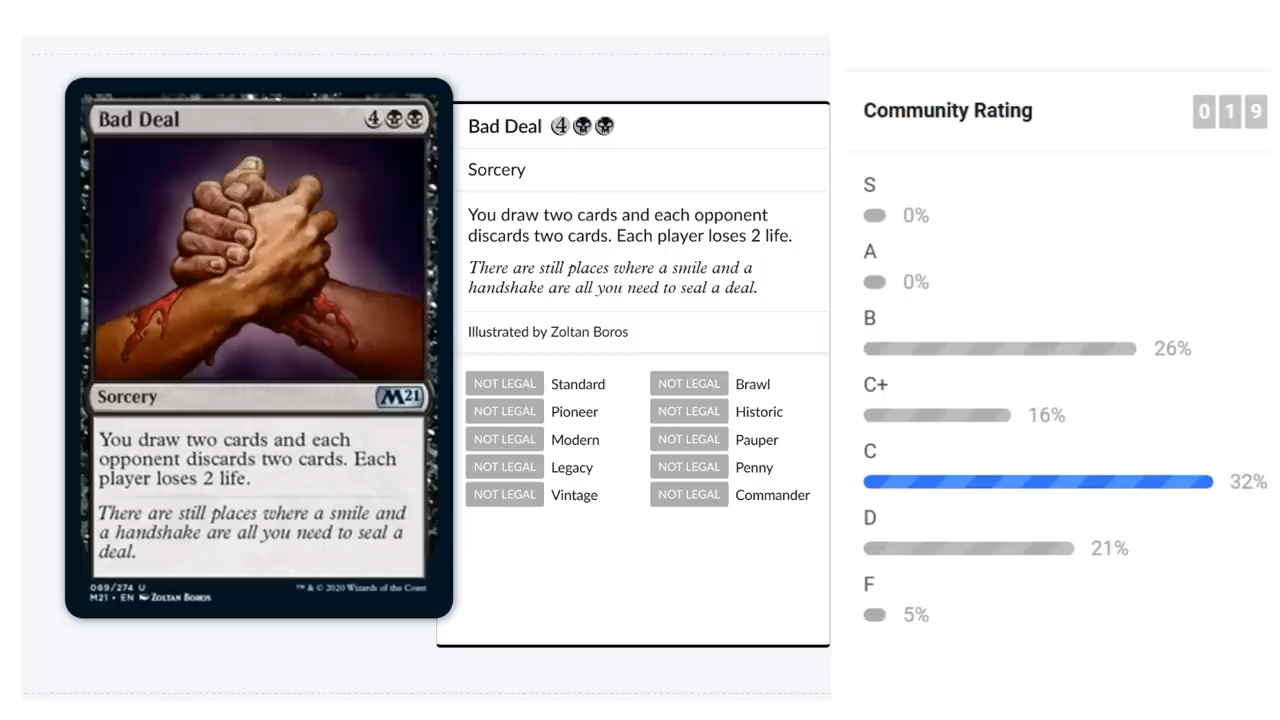 Bad Deal 4
Sorcery
M21
You draw two cards and each
opponent discards two cards. Each
player loses 2 life.
There are still places where a smile and
a handshake are all you need to seal a
deal.
089/274 U
M21 • EN ZOLTAN BOROS
™ & © 2020 Wizards of the Coast
Bad Deal 4
Sorcery
You draw two cards and each opponent
discards two cards. Each player loses 2 life.
There are still places where a smile and a
handshake are all you need to seal a deal.
Illustrated by Zoltan Boros
NOT LEGAL Standard NOT LEGAL Brawl
NOT LEGAL Pioneer NOT LEGAL Historic
NOT LEGAL Modern NOT LEGAL Pauper
NOT LEGAL Legacy NOT LEGAL Penny
NOT LEGAL Vintage NOT LEGAL Commander
Community Rating 0 1 9
S
0%
A
0%
B
26%
C+
16%
C
32%
D
21%
F
5%